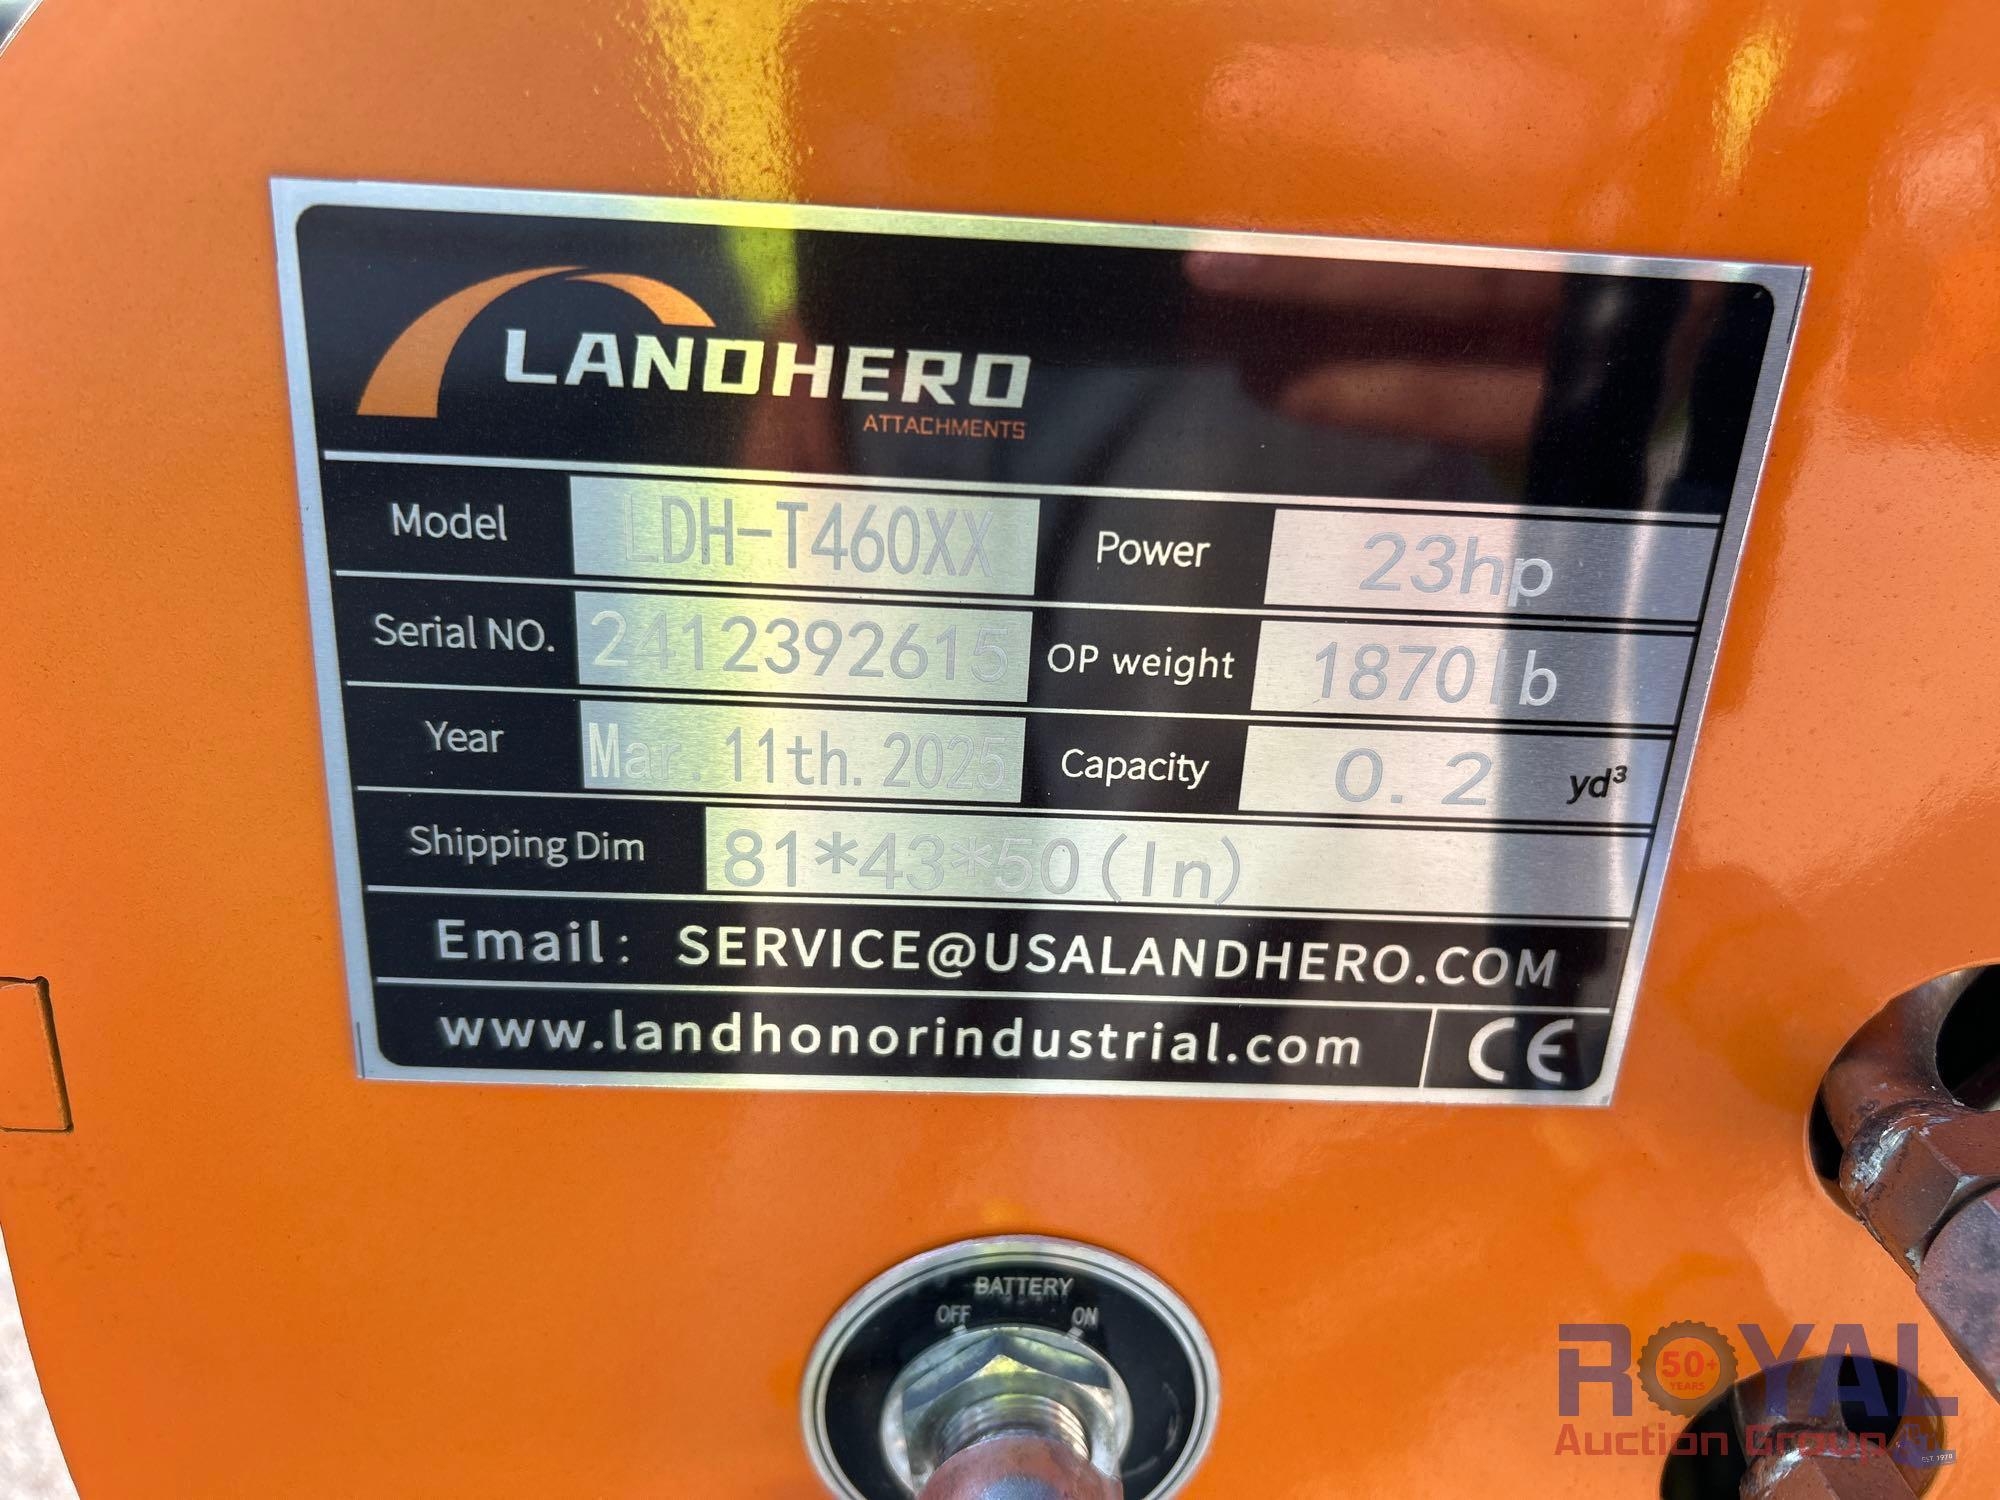 LANDHERO
ATTACHMENTS
Model LDH-T460XX Power 23hp
Serial NO. 2412392615 OP weight 1870lb
Year Mar. 11th. 2025 Capacity 0.2 yd³
Shipping Dim 81*43*50(In)
Email: SERVICE@USALANDHERO.COM
www.landhonorindustrial.com CE
BATTERY
OFF ON
ROYAL
50+
YEARS
Auction Group
EST. 1970